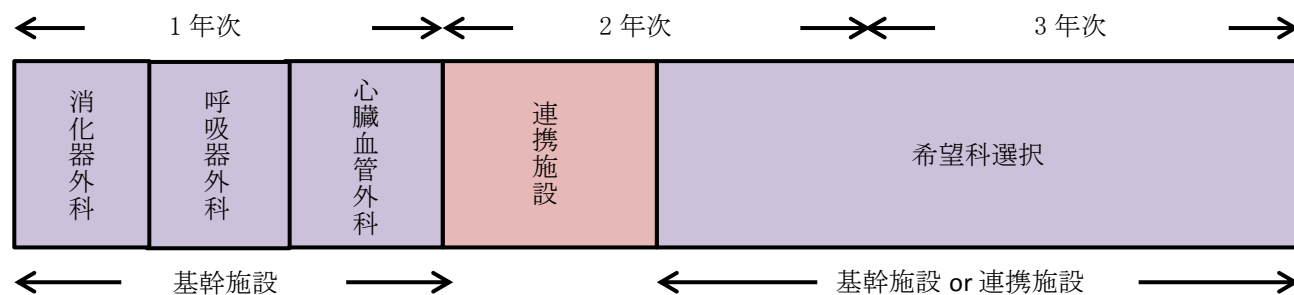 1 年次
2 年次
3 年次
消化器外科
呼吸器外科
心臓血管外科
連携施設
希望科選択
基幹施設
基幹施設 or 連携施設